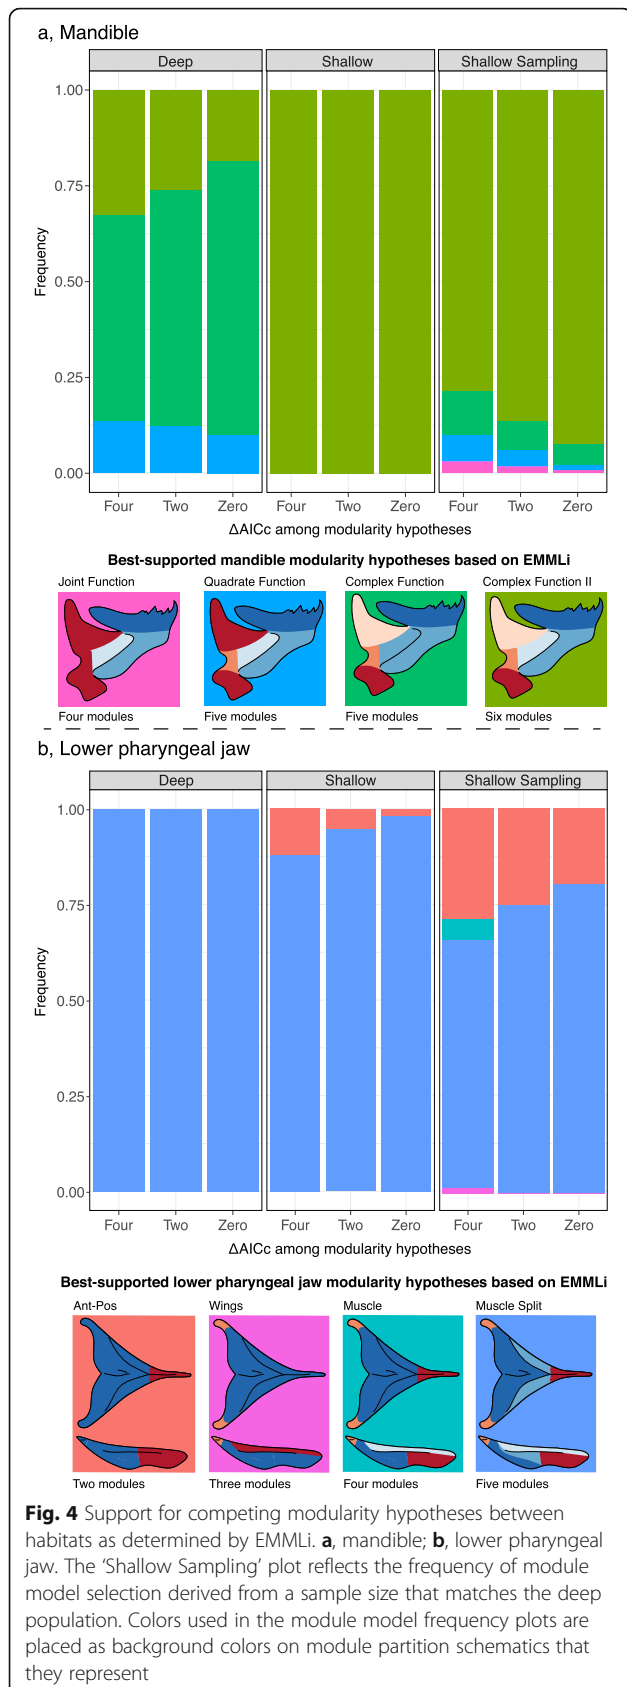 a, Mandible
Deep
Shallow
Shallow Sampling
1.00
0.75
0.50
0.25
0.00
Frequency
Four Two Zero Four Two Zero Four Two Zero
ΔAICc among modularity hypotheses
Best-supported mandible modularity hypotheses based on EMMLi
Joint Function Quadrate Function Complex Function Complex Function II
Four modules Five modules Five modules Six modules
b, Lower pharyngeal jaw
Deep
Shallow
Shallow Sampling
1.00
0.75
0.50
0.25
0.00
Frequency
Four Two Zero Four Two Zero Four Two Zero
ΔAICc among modularity hypotheses
Best-supported lower pharyngeal jaw modularity hypotheses based on EMMLi
Ant-Pos Wings Muscle Muscle Split
Two modules Three modules Four modules Five modules
Fig. 4 Support for competing modularity hypotheses between
habitats as determined by EMMLi. a, mandible; b, lower pharyngeal
jaw. The ‘Shallow Sampling’ plot reflects the frequency of module
model selection derived from a sample size that matches the deep
population. Colors used in the module model frequency plots are
placed as background colors on module partition schematics that
they represent